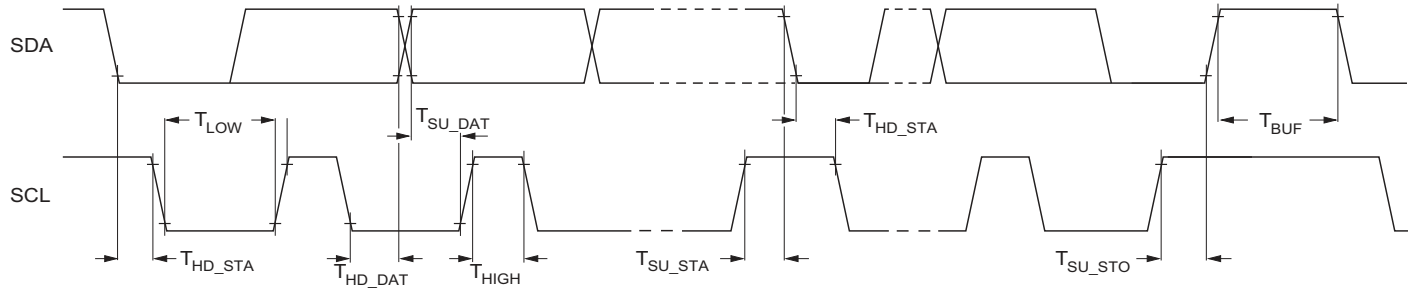 SDA
T_LOW
T_SU_DAT
T_HD_STA
T_BUF
SCL
T_HD_STA
T_HD_DAT
T_HIGH
T_SU_STA
T_SU_STO